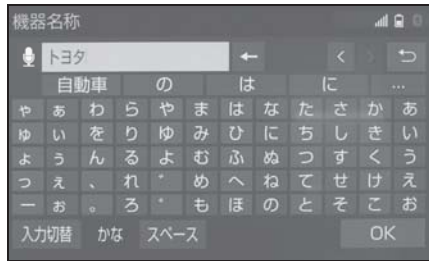 機器名称
トヨタ ← < > ⮌
自動車 の は に …
ゃ ぁ わ ら や ま は な た さ か あ
ゅ ぃ を り ゆ み ひ に ち し き い
ょ ぅ ん る よ む ふ ぬ つ す く う
っ ぇ 、 れ ゛ め へ ね て せ け え
ー ぉ 。 ろ ゜ も ほ の と そ こ お
入力切替 かな スペース OK